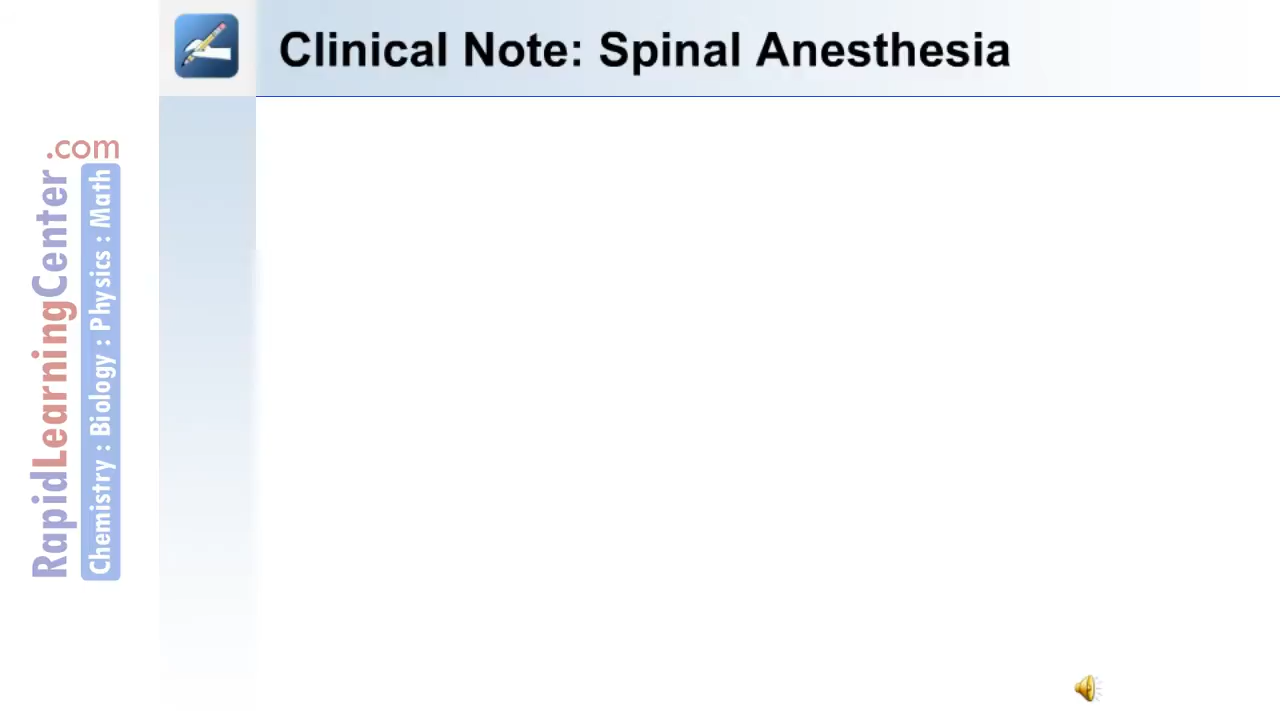 Clinical Note: Spinal Anesthesia
RapidLearningCenter.com
Chemistry : Biology : Physics : Math